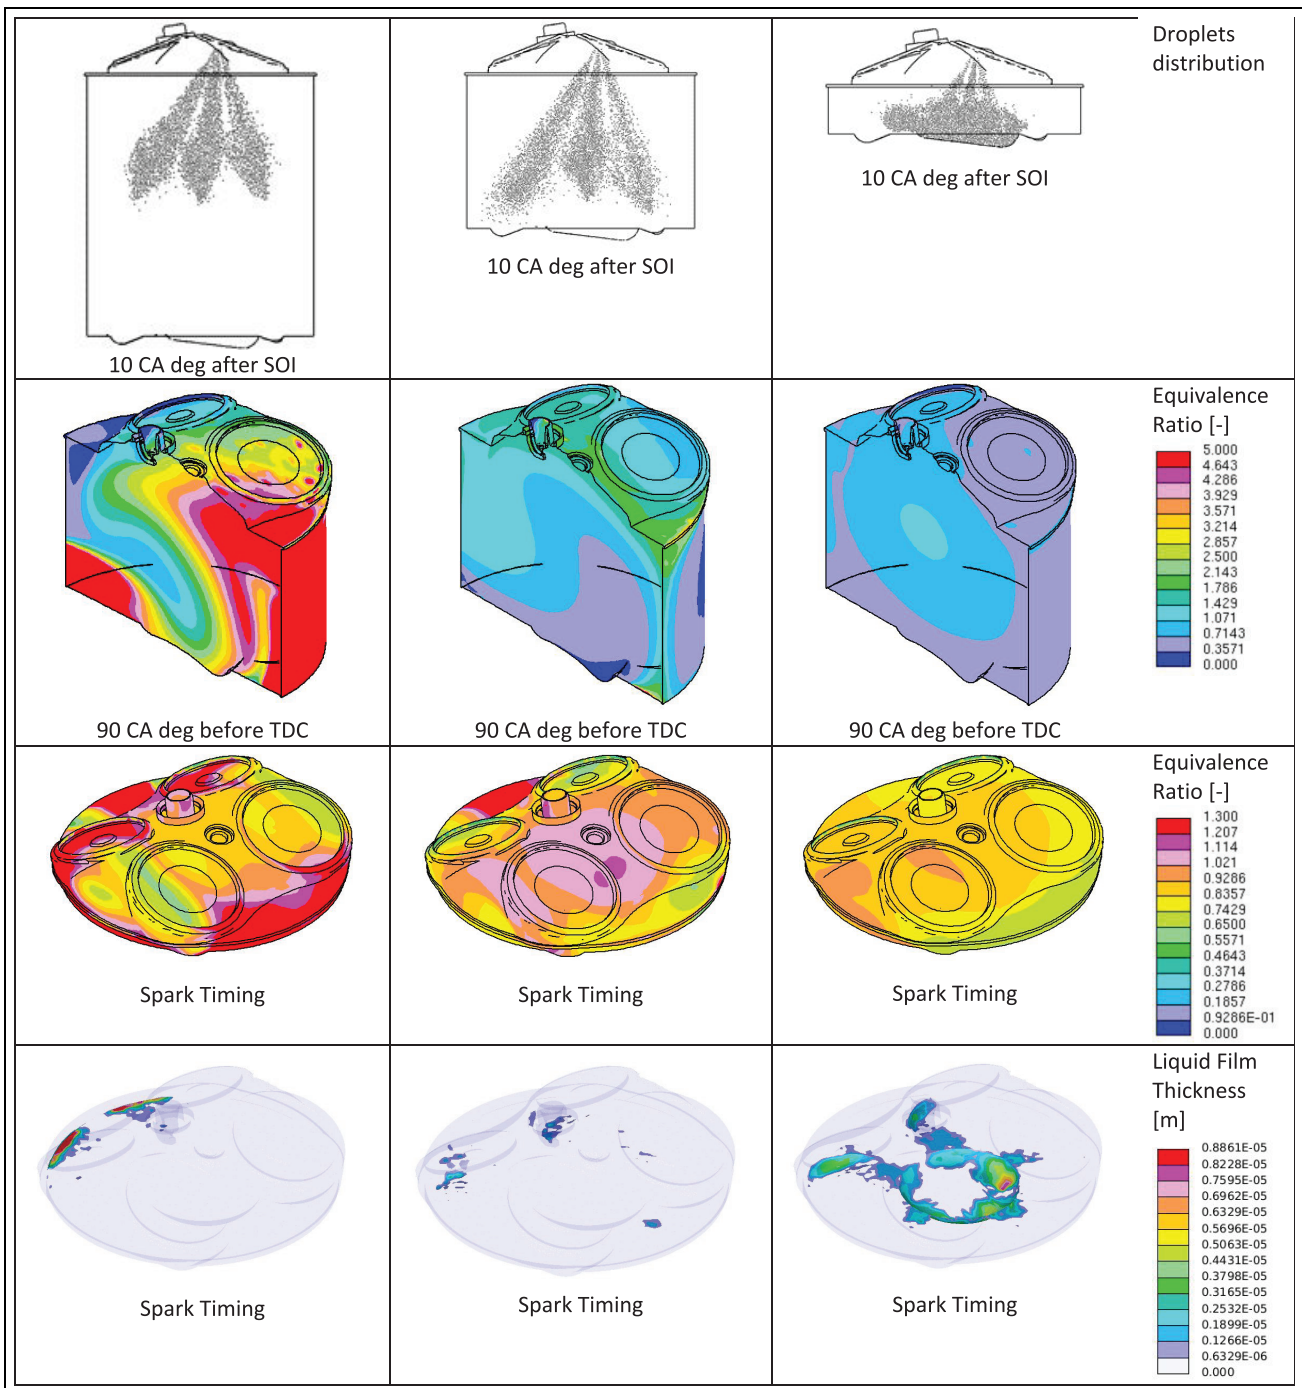 Droplets
distribution
10 CA deg after SOI
10 CA deg after SOI
10 CA deg after SOI
Equivalence
Ratio [-]
5.000
4.643
4.286
3.929
3.571
3.214
2.857
2.500
2.143
1.786
1.429
1.071
0.7143
0.3571
0.000
90 CA deg before TDC
90 CA deg before TDC
90 CA deg before TDC
Equivalence
Ratio [-]
1.300
1.207
1.114
1.021
0.9286
0.8357
0.7429
0.6500
0.5571
0.4643
0.3714
0.2786
0.1857
0.9286E-01
0.000
Spark Timing
Spark Timing
Spark Timing
Liquid Film
Thickness
[m]
0.8861E-05
0.8228E-05
0.7595E-05
0.6962E-05
0.6329E-05
0.5696E-05
0.5063E-05
0.4431E-05
0.3798E-05
0.3165E-05
0.2532E-05
0.1899E-05
0.1266E-05
0.6329E-06
0.000
Spark Timing
Spark Timing
Spark Timing